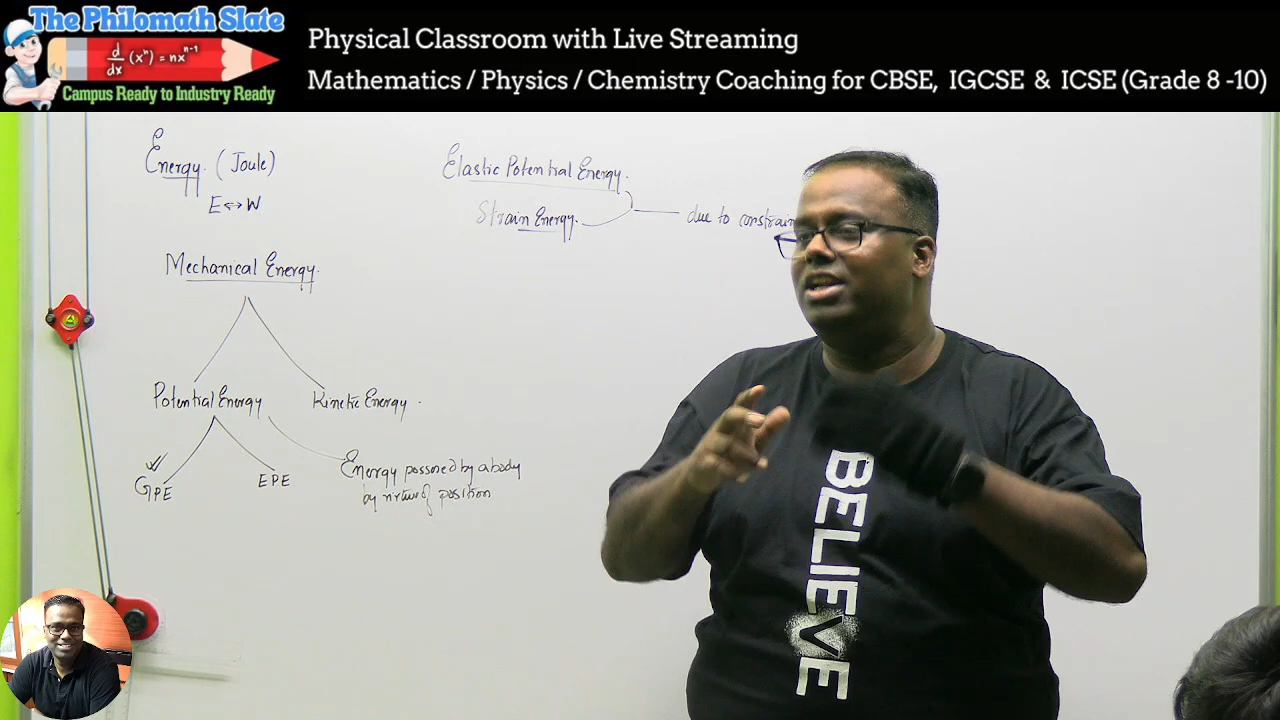 The Philomath Slate
d/dx (xⁿ) = nxⁿ⁻¹
Campus Ready to Industry Ready
Physical Classroom with Live Streaming
Mathematics / Physics / Chemistry Coaching for CBSE, IGCSE & ICSE (Grade 8 -10)
Energy. (Joule)
E↔W
Mechanical Energy.
Potential Energy
Kinetic Energy.
GPE
EPE
Energy possessed by a body
by virtue of position
Elastic Potential Energy.
Strain Energy.
due to constrain
BELIEVE